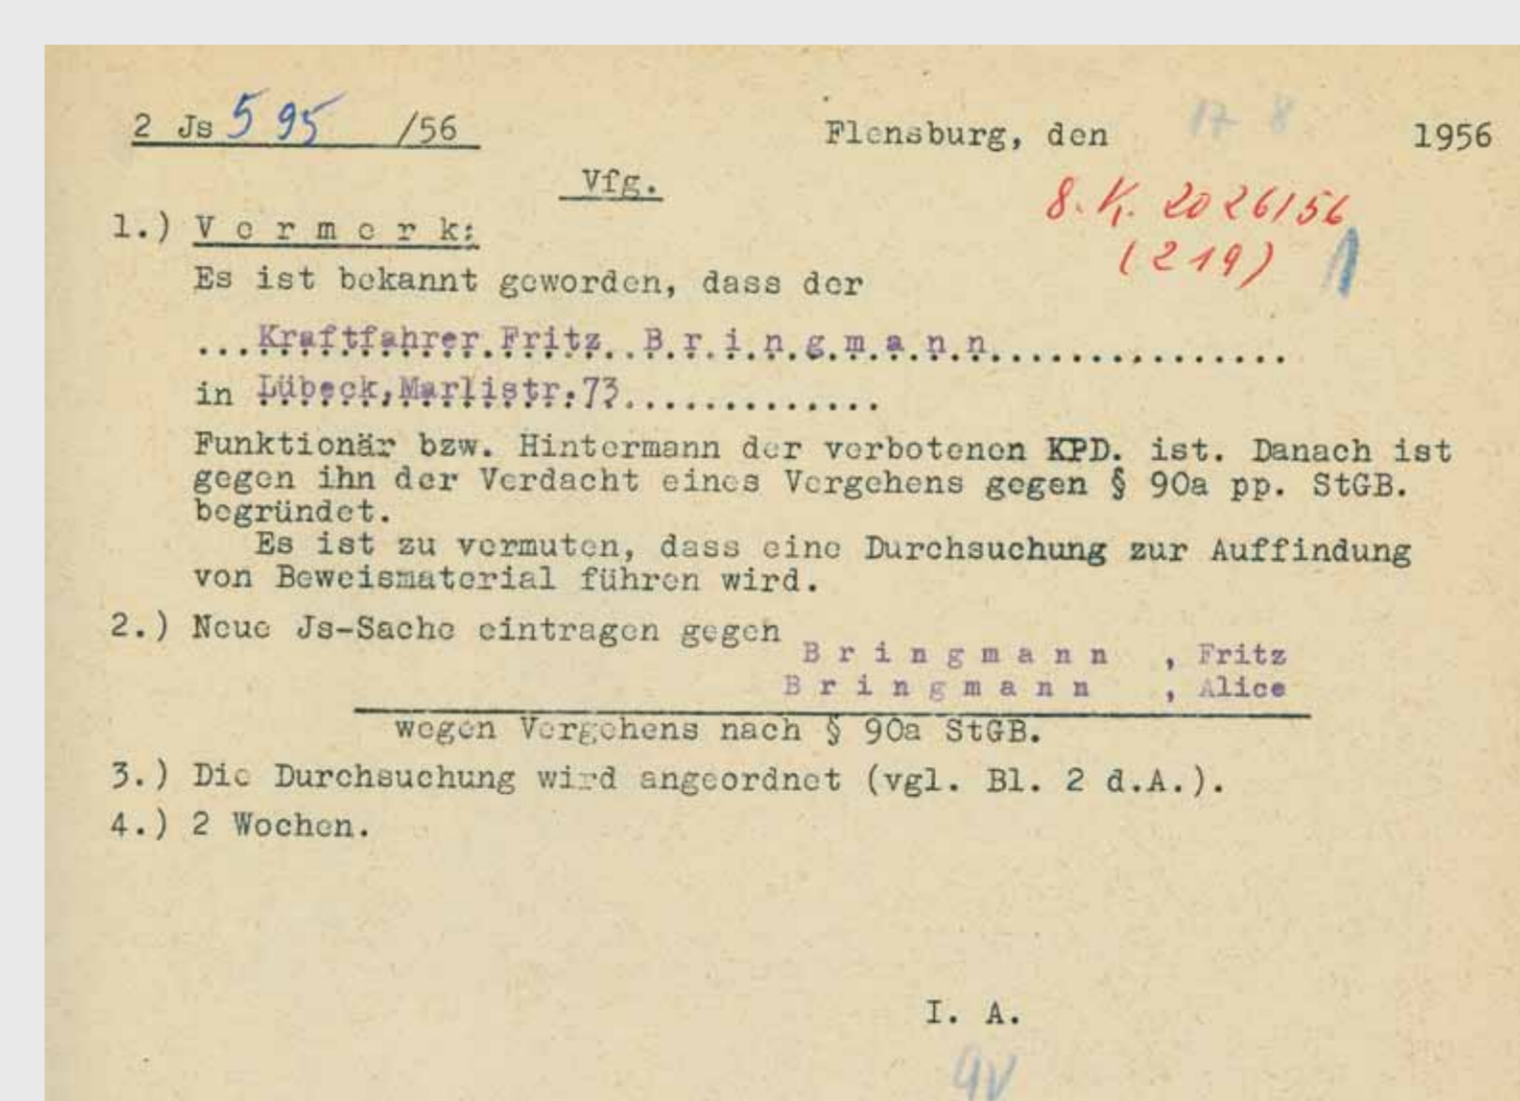 2 Js 595 /56
Flensburg, den 17 8 1956
Vfg.
8. K. 2026/56
(219)
1.) V e r m e r k:
Es ist bekannt geworden, dass der
...Kraftfahrer Fritz B r i n g m a n n...............
in Lübeck,Marlistr.73.............
Funktionär bzw. Hintermann der verbotenen KPD. ist. Danach ist
gegen ihn der Verdacht eines Vergehens gegen § 90a pp. StGB.
begründet.
Es ist zu vermuten, dass eine Durchsuchung zur Auffindung
von Beweismaterial führen wird.
2.) Neue Js-Sache eintragen gegen
B r i n g m a n n , Fritz
B r i n g m a n n , Alice
wegen Vergehens nach § 90a StGB.
3.) Die Durchsuchung wird angeordnet (vgl. Bl. 2 d.A.).
4.) 2 Wochen.
I. A.